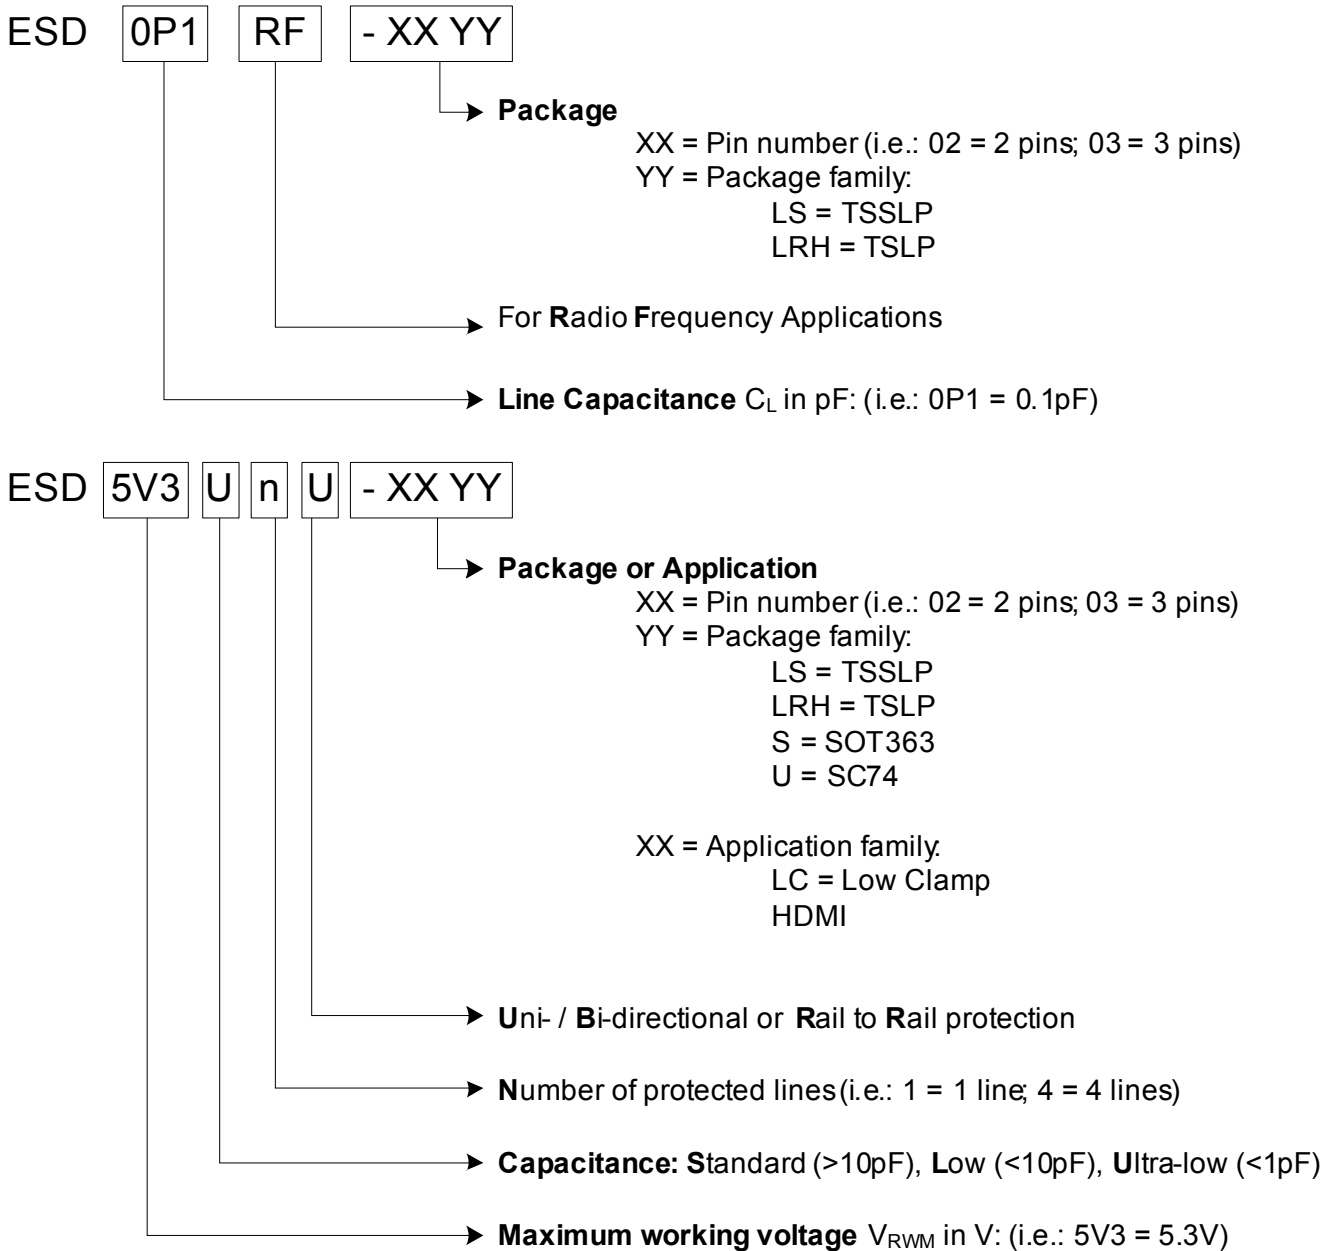 ESD 0P1 RF - XX YY
Package
XX = Pin number (i.e.: 02 = 2 pins; 03 = 3 pins)
YY = Package family:
LS = TSSLP
LRH = TSLP
For Radio Frequency Applications
Line Capacitance CL in pF: (i.e.: 0P1 = 0.1pF)
ESD 5V3 U n U - XX YY
Package or Application
XX = Pin number (i.e.: 02 = 2 pins; 03 = 3 pins)
YY = Package family:
LS = TSSLP
LRH = TSLP
S = SOT363
U = SC74
XX = Application family:
LC = Low Clamp
HDMI
Uni- / Bi-directional or Rail to Rail protection
Number of protected lines (i.e.: 1 = 1 line; 4 = 4 lines)
Capacitance: Standard (>10pF), Low (<10pF), Ultra-low (<1pF)
Maximum working voltage VRWM in V: (i.e.: 5V3 = 5.3V)